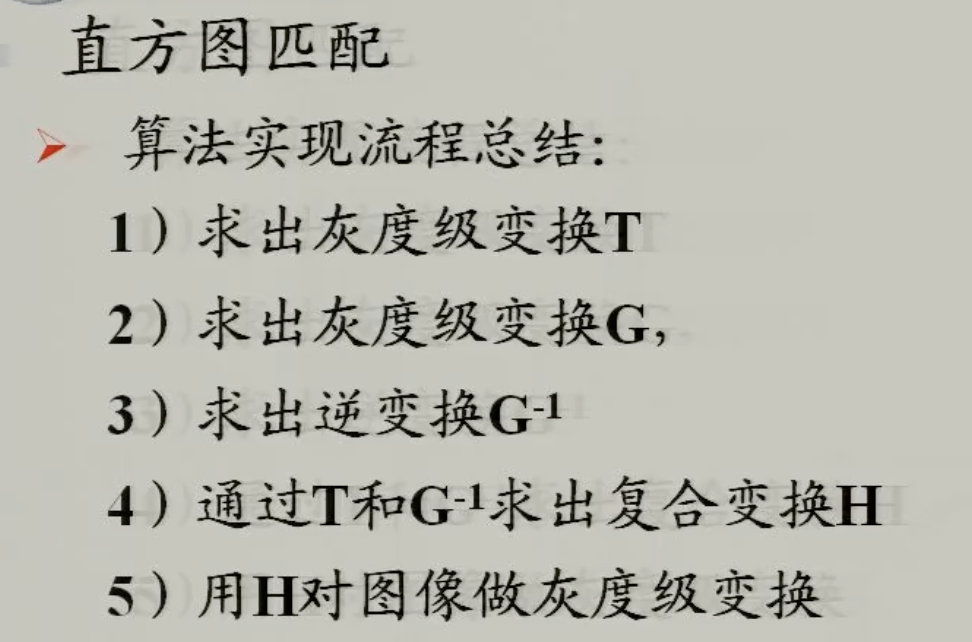 直方图匹配
算法实现流程总结:
1）求出灰度级变换T
2）求出灰度级变换G,
3）求出逆变换G-1
4）通过T和G-1求出复合变换H
5）用H对图像做灰度级变换